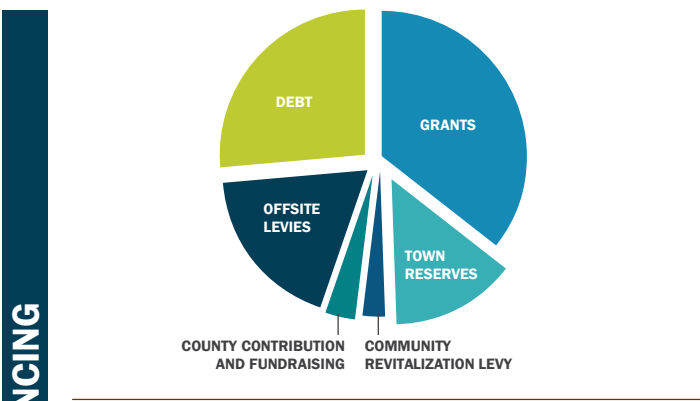 DEBT
GRANTS
OFFSITE
LEVIES
TOWN
RESERVES
COUNTY CONTRIBUTION
AND FUNDRAISING
COMMUNITY
REVITALIZATION LEVY
NCING